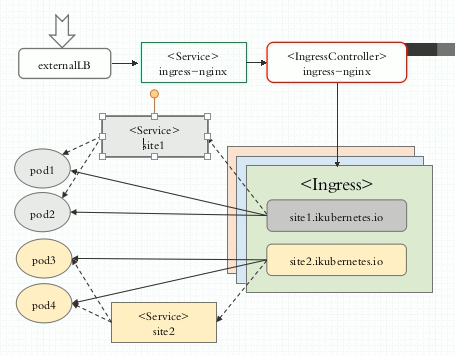 externalLB
<Service>
ingress-nginx
<IngressController>
ingress-nginx
<Service>
site1
pod1
pod2
pod3
pod4
<Ingress>
site1.ikubernetes.io
site2.ikubernetes.io
<Service>
site2